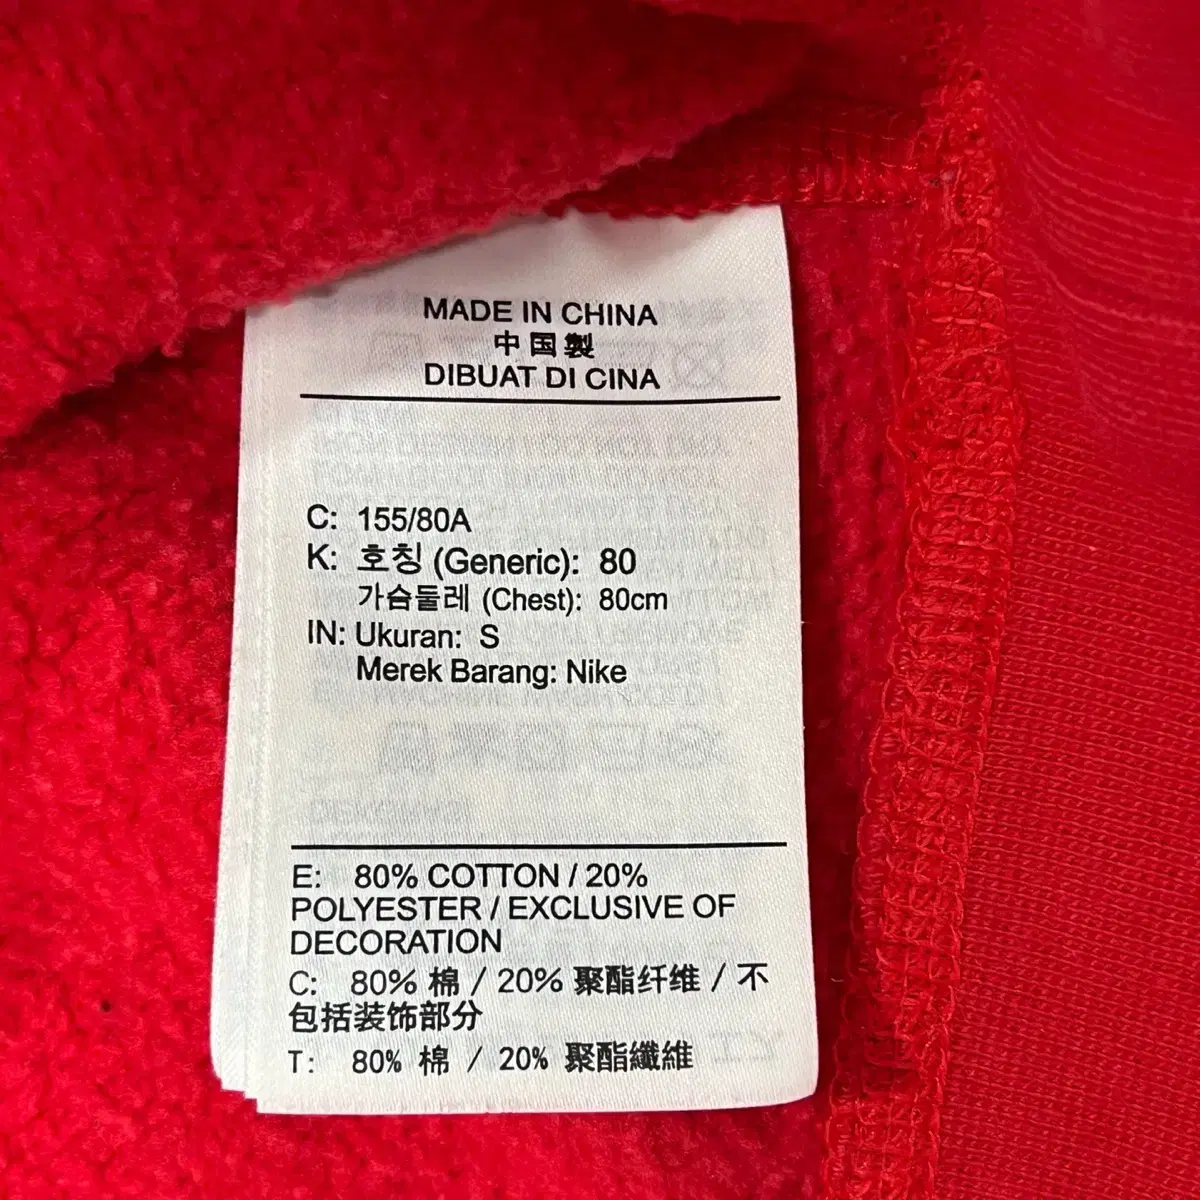 MADE IN CHINA
中国製
DIBUAT DI CINA
C: 155/80A
K: 호칭 (Generic): 80
가슴둘레 (Chest): 80cm
IN: Ukuran: S
Merek Barang: Nike
E: 80% COTTON / 20%
POLYESTER / EXCLUSIVE OF
DECORATION
C: 80% 棉 / 20% 聚酯纤维 / 不
包括装饰部分
T: 80% 棉 / 20% 聚酯纖維